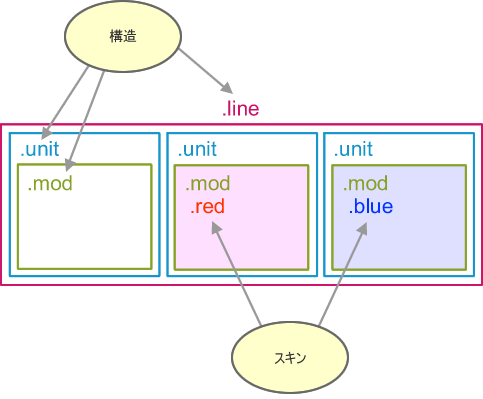 構造
.line
.unit
.mod
.unit
.mod
.red
.unit
.mod
.blue
スキン